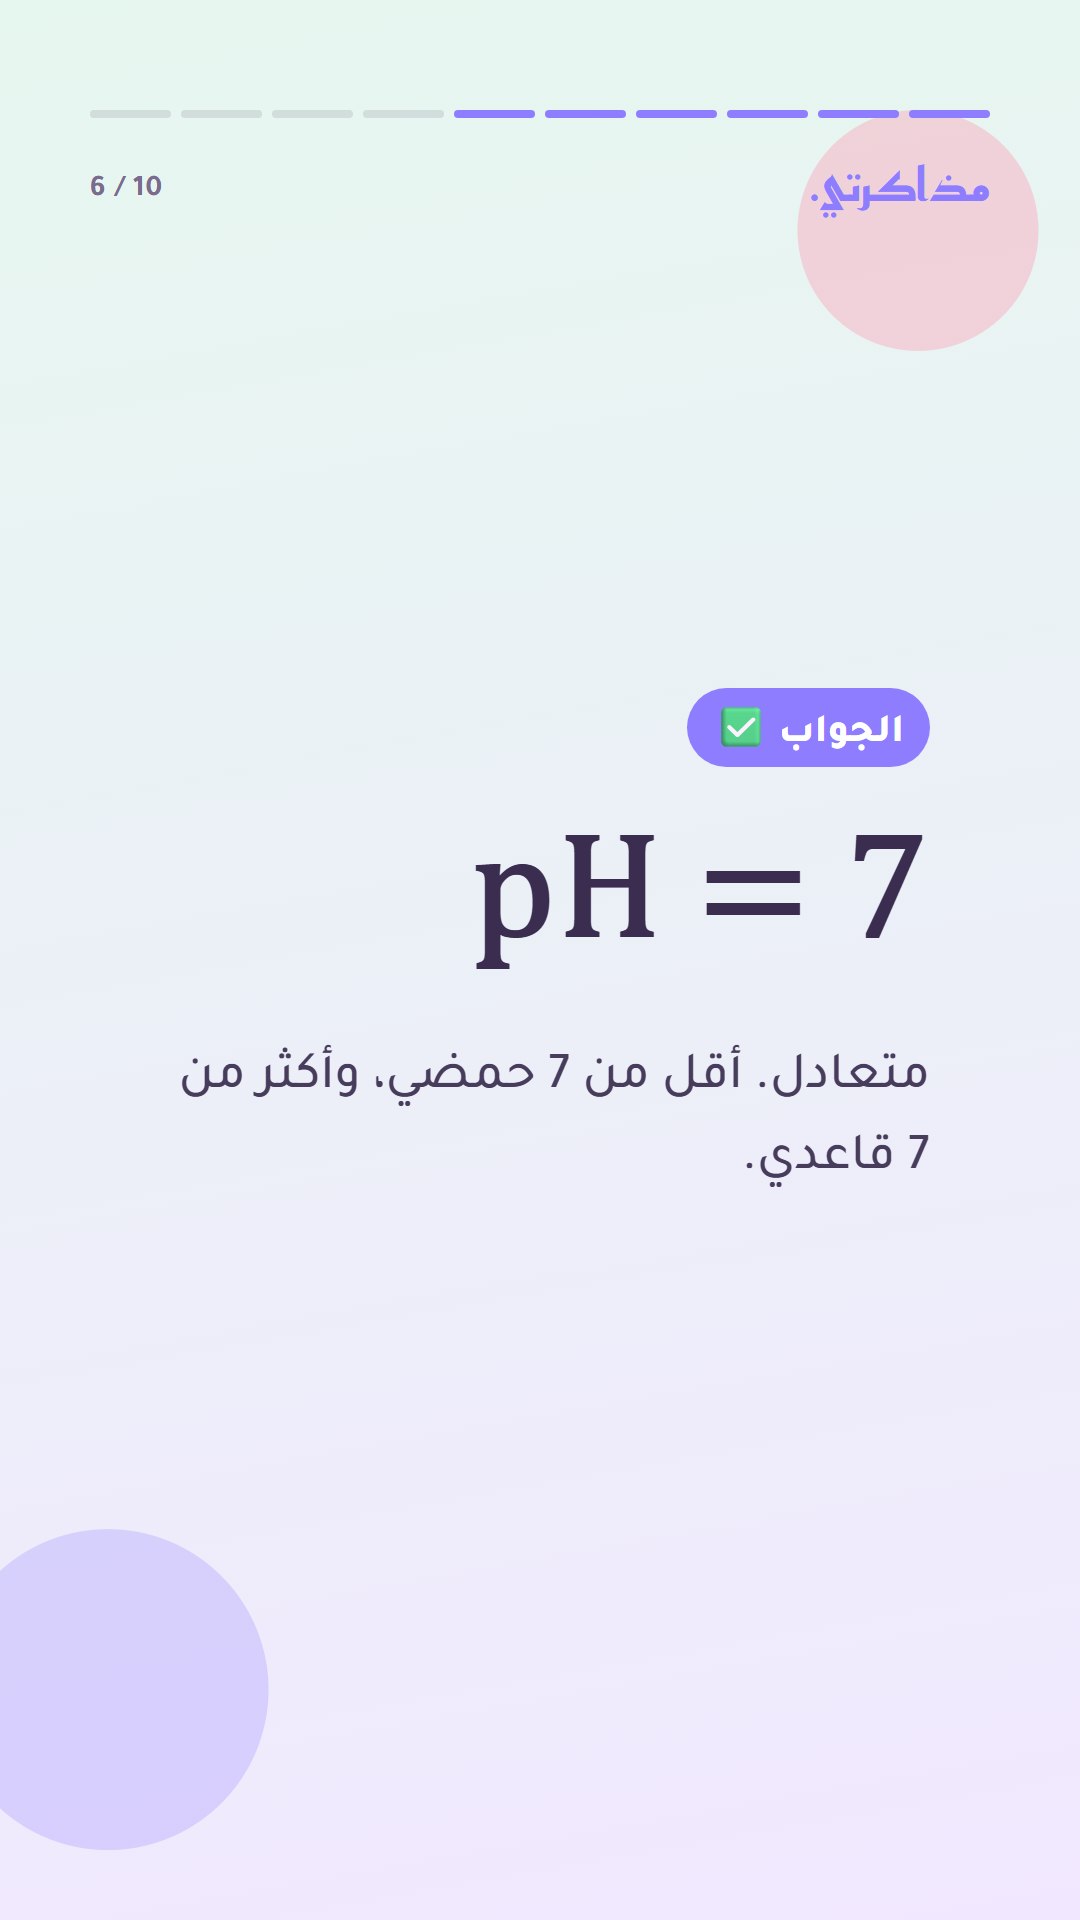 مذاكرتي.
6 / 10
الجواب ✅
pH = 7
متعادل. أقل من 7 حمضي، وأكثر من
7 قاعدي.